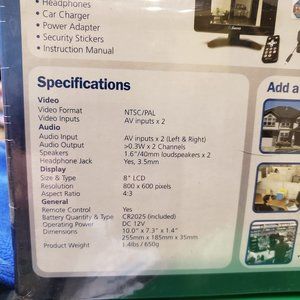 • Headphones
• Car Charger
• Power Adapter
• Security Stickers
• Instruction Manual
Specifications
Video
Video Format NTSC/PAL
Video Inputs AV inputs x 2
Audio
Audio Input AV inputs x 2 (Left & Right)
Audio Output >0.3W x 2 Channels
Speakers 1.6"/40mm loudspeakers x 2
Headphone Jack Yes, 3.5mm
Display
Size & Type 8" LCD
Resolution 800 x 600 pixels
Aspect Ratio 4:3
General
Remote Control Yes
Battery Quantity & Type CR2025 (included)
Operating Power DC 12V
Dimensions 10.0" x 7.3" x 1.4"
255mm x 185mm x 35mm
Product Weight 1.4lbs / 650g
Add a